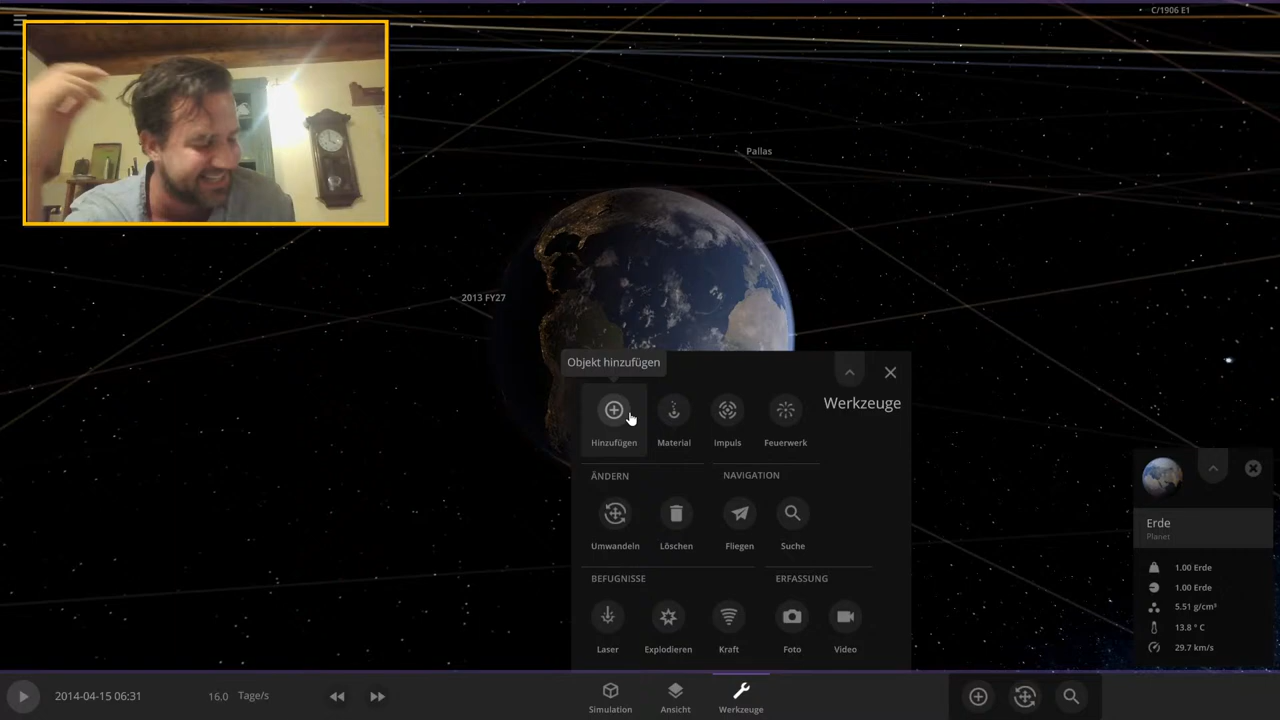 C/1906 E1
Pallas
2013 FY27
Objekt hinzufügen
Werkzeuge
Hinzufügen
Material
Impuls
Feuerwerk
ÄNDERN
NAVIGATION
Umwandeln
Löschen
Fliegen
Suche
BEFUGNISSE
ERFASSUNG
Laser
Explodieren
Kraft
Foto
Video
Erde
Planet
1.00 Erde
1.00 Erde
5.51 g/cm³
13.8 ° C
29.7 km/s
2014-04-15 06:31
16,0 Tage/s
Simulation
Ansicht
Werkzeuge